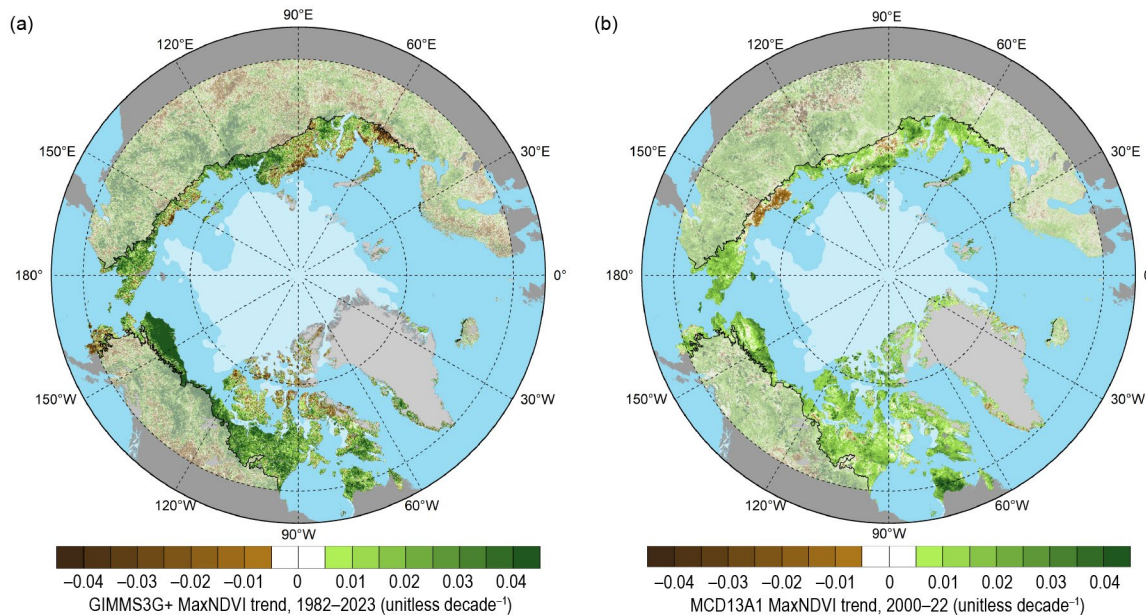 (a)
90°E
120°E
60°E
150°E
30°E
180°
0°
150°W
30°W
120°W
60°W
90°W
−0.04 −0.03 −0.02 −0.01 0 0.01 0.02 0.03 0.04
GIMMS3G+ MaxNDVI trend, 1982–2023 (unitless decade⁻¹)
(b)
90°E
120°E
60°E
150°E
30°E
180°
0°
150°W
30°W
120°W
60°W
90°W
−0.04 −0.03 −0.02 −0.01 0 0.01 0.02 0.03 0.04
MCD13A1 MaxNDVI trend, 2000–22 (unitless decade⁻¹)